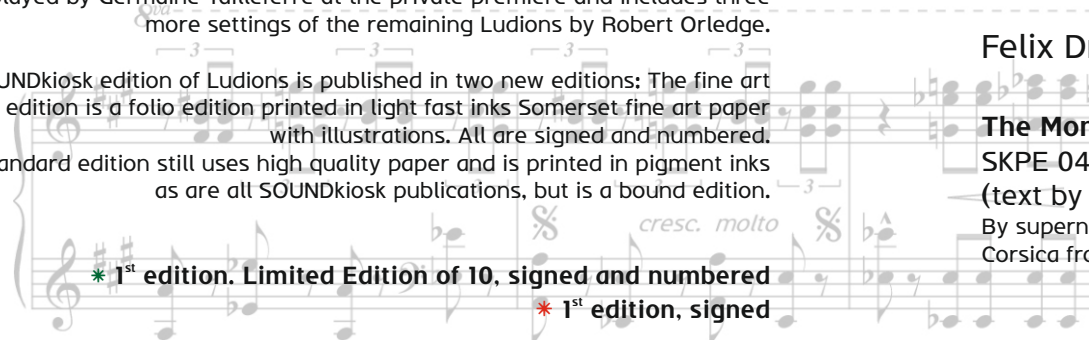 played by Germaine Tailleferre at the private premiere and includes three
more settings of the remaining Ludions by Robert Orledge.
edition of Ludions is published in two new editions: The fine art
edition is a folio edition printed in light fast inks Somerset fine art paper
with illustrations. All are signed and numbered.
edition still uses high quality paper and is printed in pigment inks
as are all SOUNDkiosk publications, but is a bound edition.
cresc. molto
* 1st edition. Limited Edition of 10, signed and numbered
* 1st edition, signed
Felix
The
SKPE 04
(text by
By
Corsica